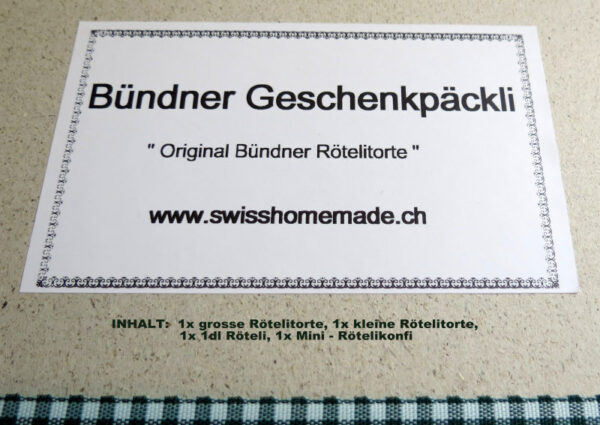 Bündner Geschenkpäckli
" Original Bündner Rötelitorte "
www.swisshomemade.ch
INHALT: 1x grosse Rötelitorte, 1x kleine Rötelitorte,
1x 1dl Röteli, 1x Mini - Rötelikonfi